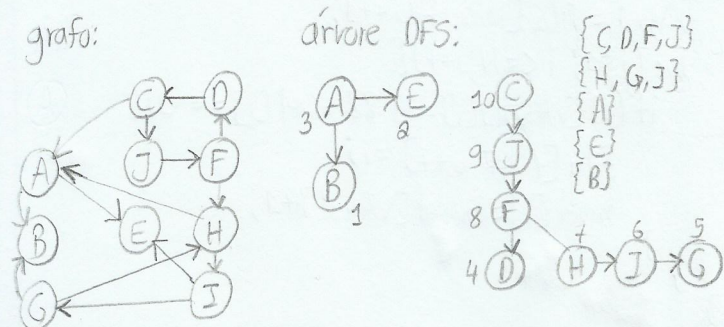 grafo:
árvore DFS:
{C, D, F, J}
{H, G, J}
{A}
{E}
{B}
C D
J F
A
B E H
G I
3 A E
2
B
1
10 C
9 J
8 F
4 D
7 6 5
H I G